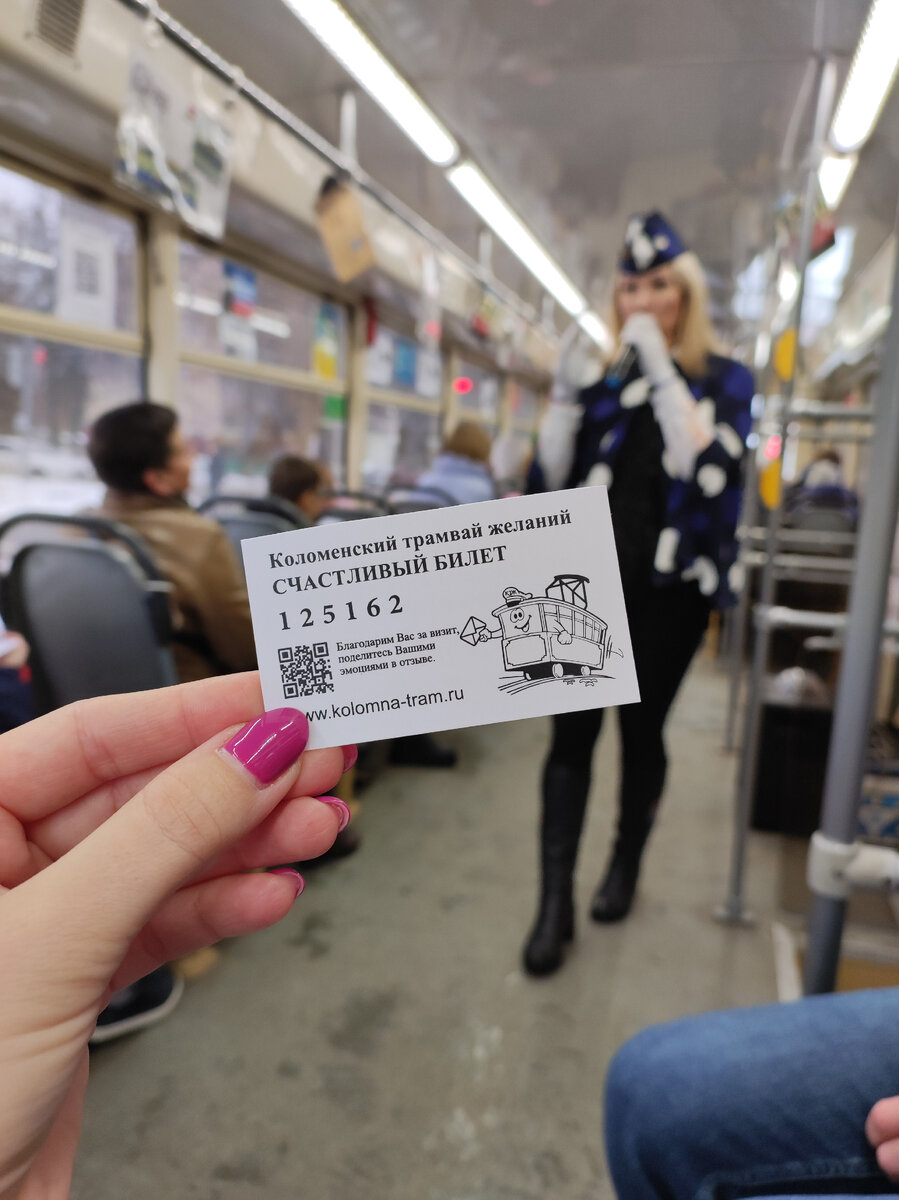 Коломенский трамвай желаний
СЧАСТЛИВЫЙ БИЛЕТ
125162
Благодарим Вас за визит,
поделитесь Вашими
эмоциями в отзыве.
www.kolomna-tram.ru